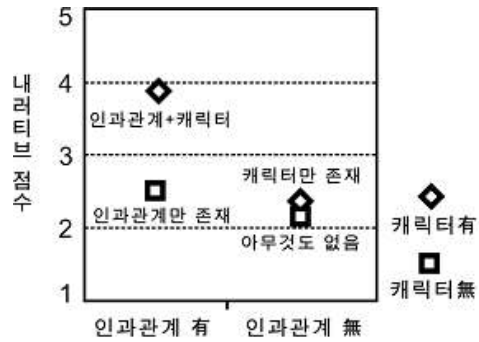 내러티브 점수
5
4
인과관계+캐릭터
3
캐릭터만 존재
인과관계만 존재
2
아무것도 없음
캐릭터有
캐릭터無
1
인과관계 有
인과관계 無